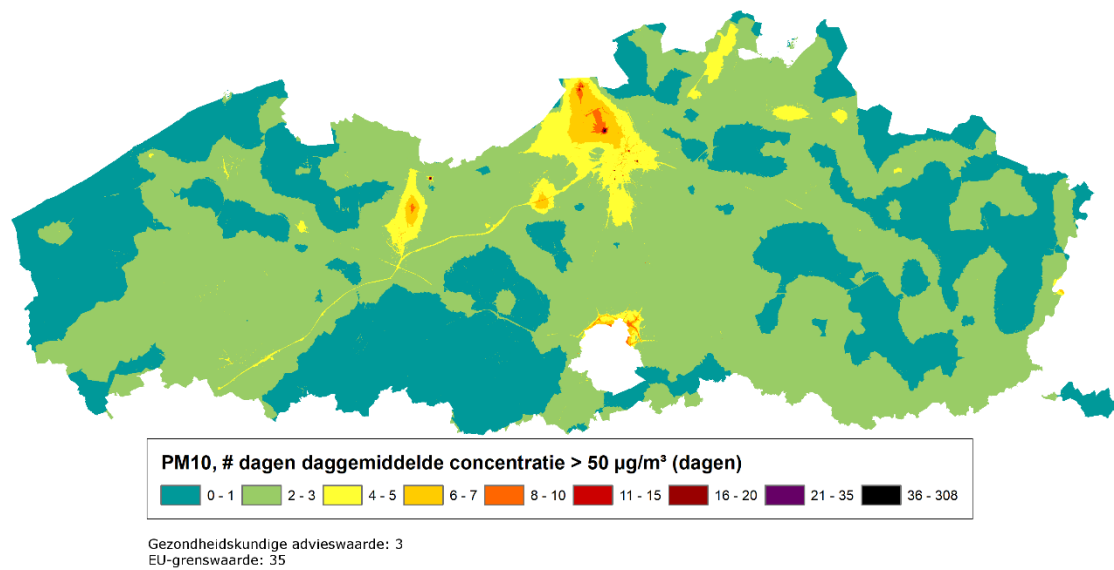 PM10, # dagen daggemiddelde concentratie > 50 µg/m³ (dagen)
0 - 1 2 - 3 4 - 5 6 - 7 8 - 10 11 - 15 16 - 20 21 - 35 36 - 308
Gezondheidskundige advieswaarde: 3
EU-grenswaarde: 35